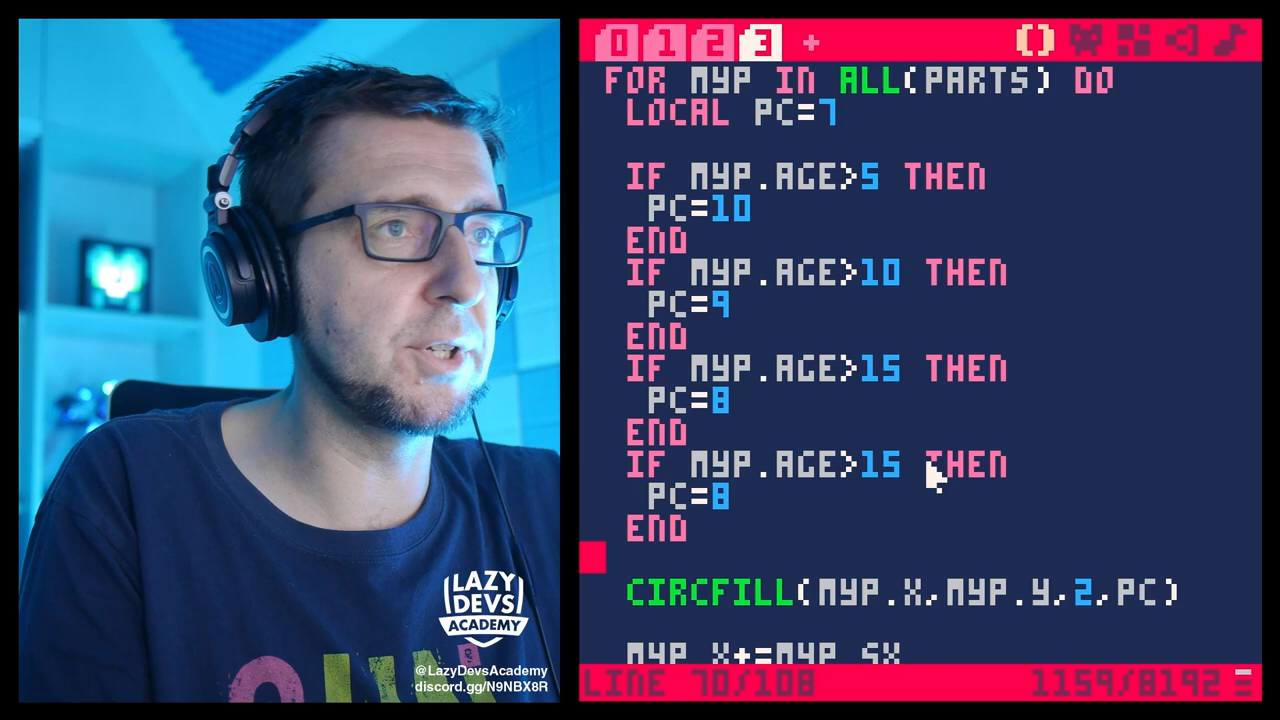 0 1 2 3 +
FOR MYP IN ALL(PARTS) DO
LOCAL PC=7
IF MYP.AGE>5 THEN
PC=10
END
IF MYP.AGE>10 THEN
PC=9
END
IF MYP.AGE>15 THEN
PC=8
END
IF MYP.AGE>15 THEN
PC=8
END
CIRCFILL(MYP.X,MYP.Y,2,PC)
MYP.X+=MYP.SX
LINE 70/108
1159/8192
LAZY
DEVS
ACADEMY
@LazyDevsAcademy
discord.gg/N9NBX8R